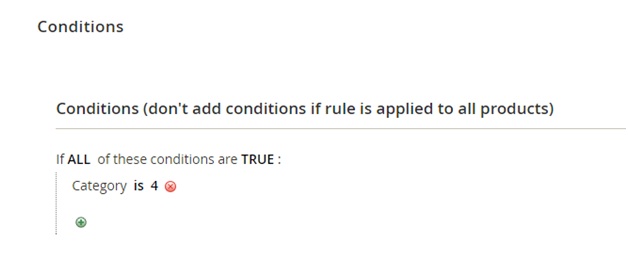 Conditions
Conditions (don't add conditions if rule is applied to all products)
If ALL of these conditions are TRUE :
Category is 4